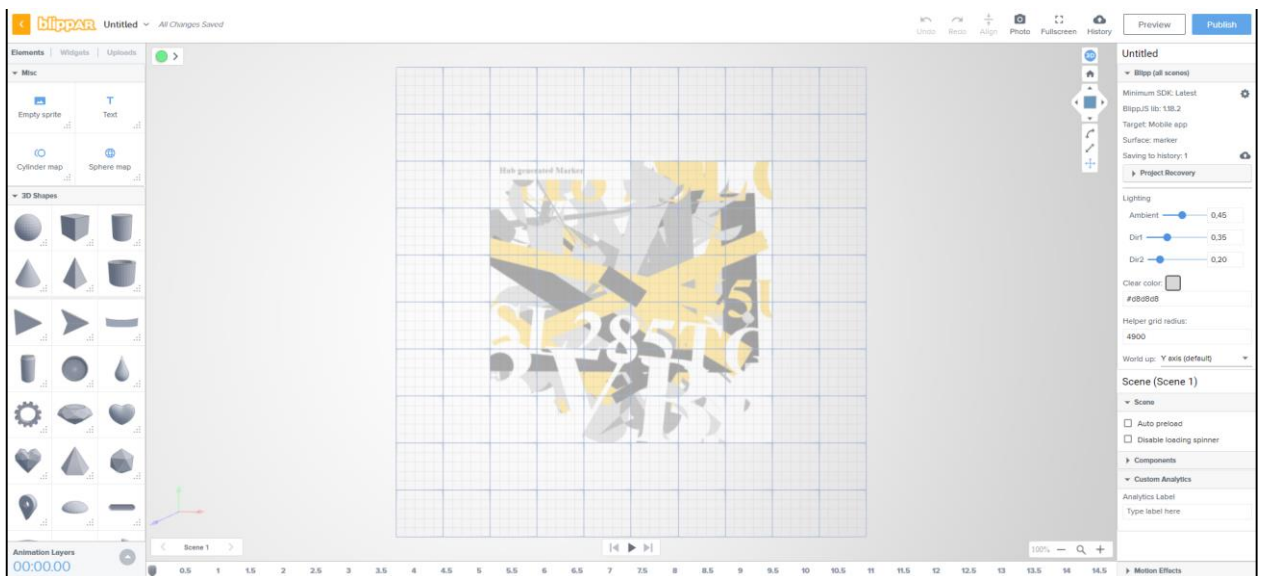 blippAR Untitled All Changes Saved
Undo Redo Align Photo Fullscreen History Preview Publish
Elements Widgets Uploads
Misc
Empty sprite Text
Cylinder map Sphere map
3D Shapes
Animation Layers
00:00.00
3D
Hub generated Marker
285
Scene 1
100%
0.5 1 1.5 2 2.5 3 3.5 4 4.5 5 5.5 6 6.5 7 7.5 8 8.5 9 9.5 10 10.5 11 11.5 12 12.5 13 13.5 14 14.5
Untitled
Blipp (all scenes)
Minimum SDK: Latest
BlippJS lib: 1.18.2
Target: Mobile app
Surface: marker
Saving to history: 1
Project Recovery
Lighting
Ambient 0,45
Dir1 0,35
Dir2 0,20
Clear color:
#d8d8d8
Helper grid radius:
4900
World up: Y axis (default)
Scene (Scene 1)
Scene
Auto preload
Disable loading spinner
Components
Custom Analytics
Analytics Label
Type label here
Motion Effects